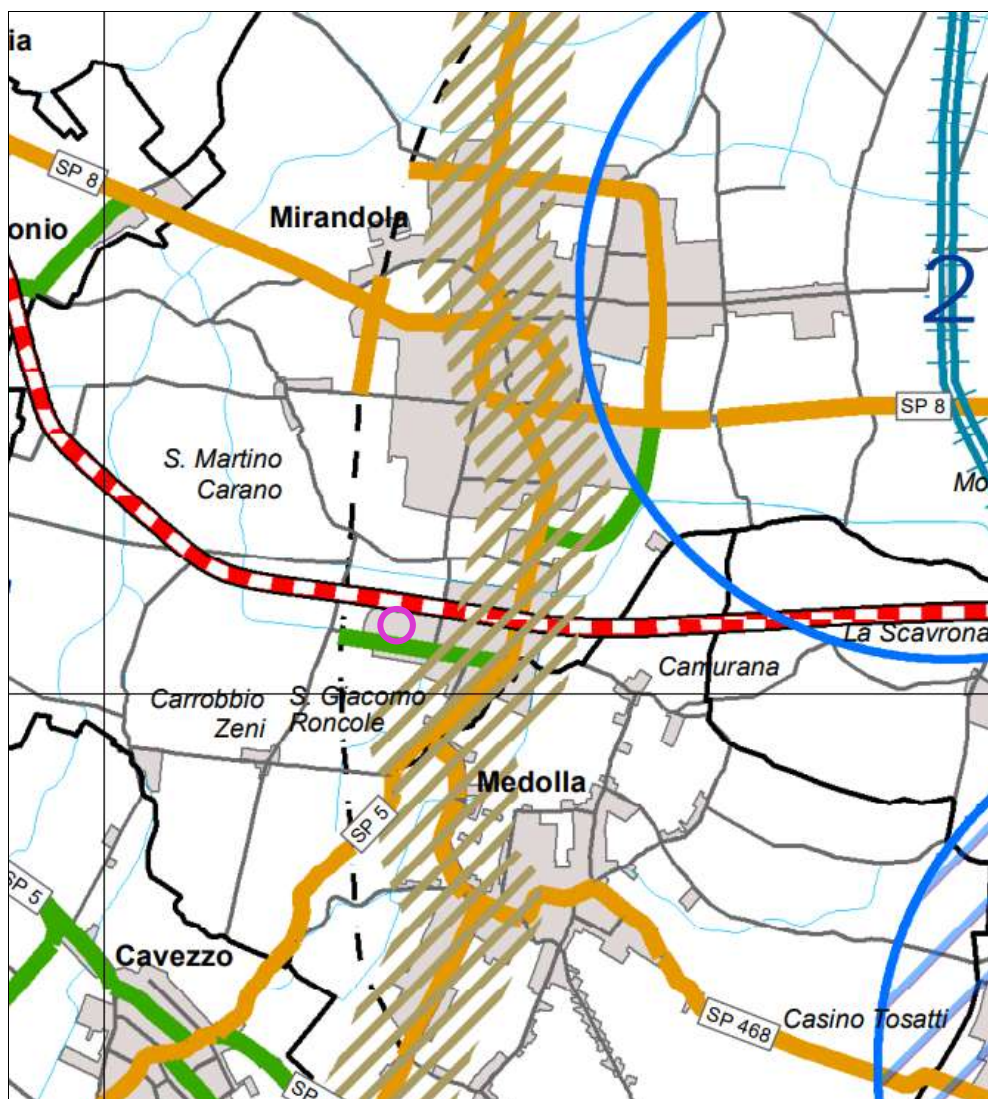 ia
SP 8
Mirandola
onio
2
SP 8
S. Martino
Carano
Mo
La Scavrona
Camurana
Carrobbio
Zeni
S. Giacomo
Roncole
Medolla
SP 5
SP 5
Cavezzo
SP 468
Casino Tosatti
SP